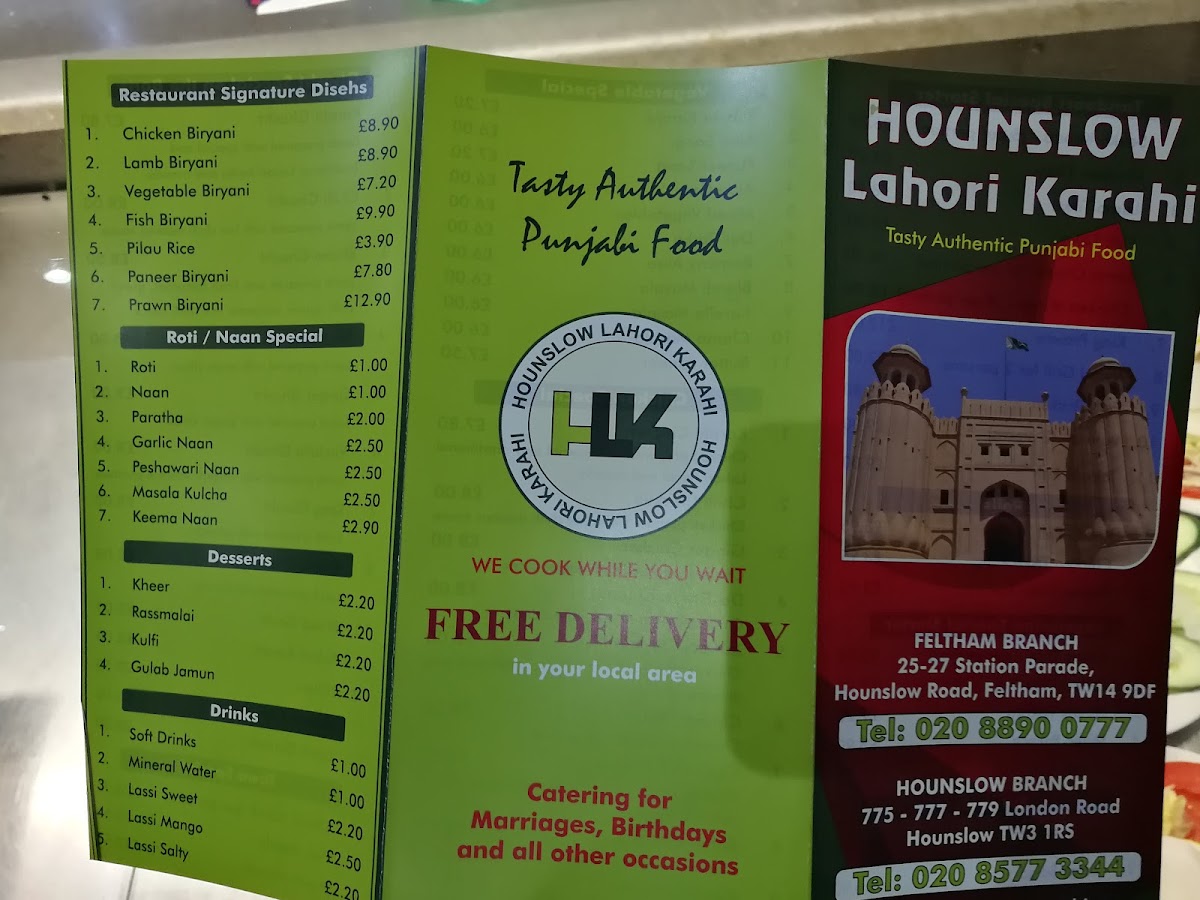 Restaurant Signature Disehs
1. Chicken Biryani £8.90
2. Lamb Biryani £8.90
3. Vegetable Biryani £7.20
4. Fish Biryani £9.90
5. Pilau Rice £3.90
6. Paneer Biryani £7.80
7. Prawn Biryani £12.90
Roti / Naan Special
1. Roti £1.00
2. Naan £1.00
3. Paratha £2.00
4. Garlic Naan £2.50
5. Peshawari Naan £2.50
6. Masala Kulcha £2.50
7. Keema Naan £2.90
Desserts
1. Kheer £2.20
2. Rassmalai £2.20
3. Kulfi £2.20
4. Gulab Jamun £2.20
Drinks
1. Soft Drinks £1.00
2. Mineral Water £1.00
3. Lassi Sweet £2.20
4. Lassi Mango £2.50
5. Lassi Salty £2.20
Tasty Authentic
Punjabi Food
HOUNSLOW LAHORI KARAHI
HLK
HOUNSLOW LAHORI KARAHI
WE COOK WHILE YOU WAIT
FREE DELIVERY
in your local area
Catering for
Marriages, Birthdays
and all other occasions
HOUNSLOW
Lahori Karahi
Tasty Authentic Punjabi Food
FELTHAM BRANCH
25-27 Station Parade,
Hounslow Road, Feltham, TW14 9DF
Tel: 020 8890 0777
HOUNSLOW BRANCH
775 - 777 - 779 London Road
Hounslow TW3 1RS
Tel: 020 8577 3344